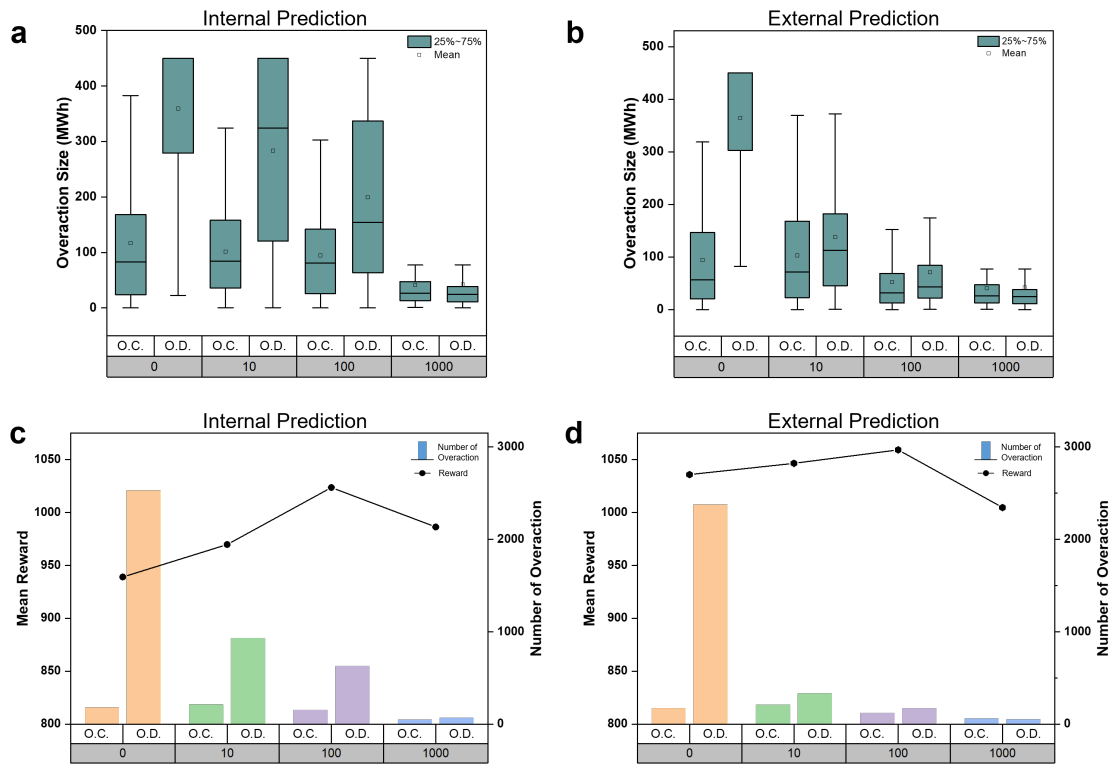 a
Internal Prediction
25%~75%
Mean
Overaction Size (MWh)
500
400
300
200
100
0
O.C. O.D. O.C. O.D. O.C. O.D. O.C. O.D.
0 10 100 1000
b
External Prediction
25%~75%
Mean
Overaction Size (MWh)
500
400
300
200
100
0
O.C. O.D. O.C. O.D. O.C. O.D. O.C. O.D.
0 10 100 1000
c
Internal Prediction
Number of
Overaction
Reward
Mean Reward
1050
1000
950
900
850
800
3000
2000
1000
0
Number of Overaction
O.C. O.D. O.C. O.D. O.C. O.D. O.C. O.D.
0 10 100 1000
d
External Prediction
Number of
Overaction
Reward
Mean Reward
1050
1000
950
900
850
800
3000
2000
1000
0
Number of Overaction
O.C. O.D. O.C. O.D. O.C. O.D. O.C. O.D.
0 10 100 1000